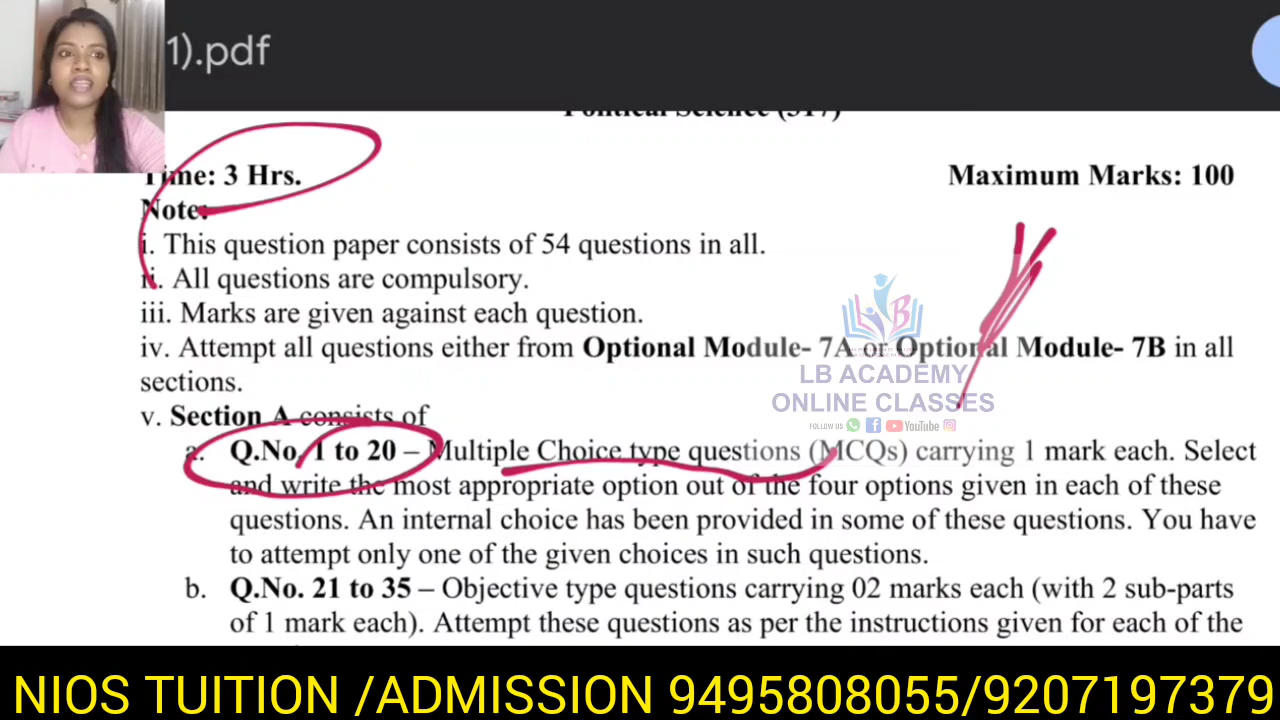 1).pdf
Political Science (317)
Time: 3 Hrs.
Maximum Marks: 100
Note:
i. This question paper consists of 54 questions in all.
ii. All questions are compulsory.
iii. Marks are given against each question.
iv. Attempt all questions either from Optional Module- 7A or Optional Module- 7B in all
sections.
v. Section A consists of
a. Q.No. 1 to 20 – Multiple Choice type questions (MCQs) carrying 1 mark each. Select
and write the most appropriate option out of the four options given in each of these
questions. An internal choice has been provided in some of these questions. You have
to attempt only one of the given choices in such questions.
b. Q.No. 21 to 35 – Objective type questions carrying 02 marks each (with 2 sub-parts
of 1 mark each). Attempt these questions as per the instructions given for each of the
LB ACADEMY
ONLINE CLASSES
FOLLOW US YouTube
NIOS TUITION /ADMISSION 9495808055/9207197379